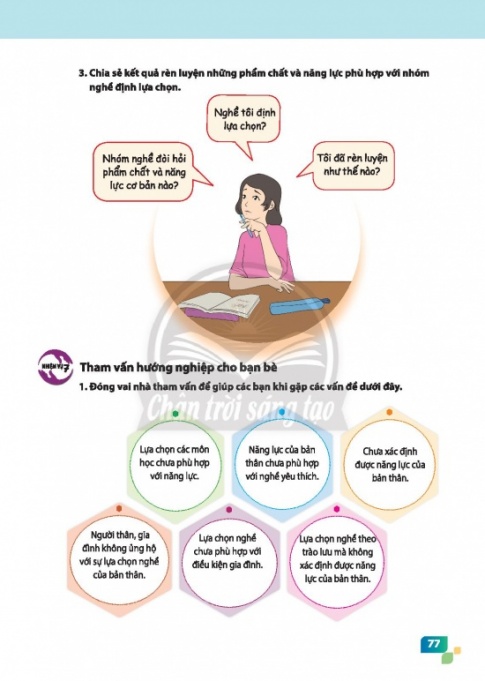 3. Chia sẻ kết quả rèn luyện những phẩm chất và năng lực phù hợp với nhóm
nghề định lựa chọn.
Nghề tôi định
lựa chọn?
Nhóm nghề đòi hỏi
phẩm chất và năng
lực cơ bản nào?
Tôi đã rèn luyện
như thế nào?
NHIỆM VỤ 7
Tham vấn hướng nghiệp cho bạn bè
1. Đóng vai nhà tham vấn để giúp các bạn khi gặp các vấn đề dưới đây.
Chân trời sáng tạo
Lựa chọn các môn
học chưa phù hợp
với năng lực.
Năng lực của bản
thân chưa phù hợp
với nghề yêu thích.
Chưa xác định
được năng lực của
bản thân.
Người thân, gia
đình không ủng hộ
với sự lựa chọn nghề
của bản thân.
Lựa chọn nghề
chưa phù hợp với
điều kiện gia đình.
Lựa chọn nghề theo
trào lưu mà không
xác định được năng
lực của bản thân.
77